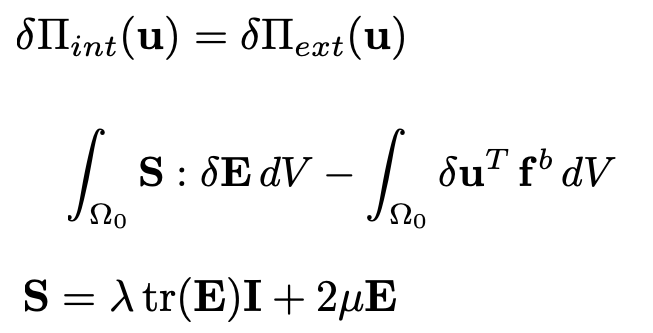 δΠ_{int}(𝐮) = δΠ_{ext}(𝐮)
∫_{Ω_0} 𝐒 : δ𝐄 dV − ∫_{Ω_0} δ𝐮^T 𝐟^b dV
𝐒 = λ tr(𝐄)𝐈 + 2μ𝐄